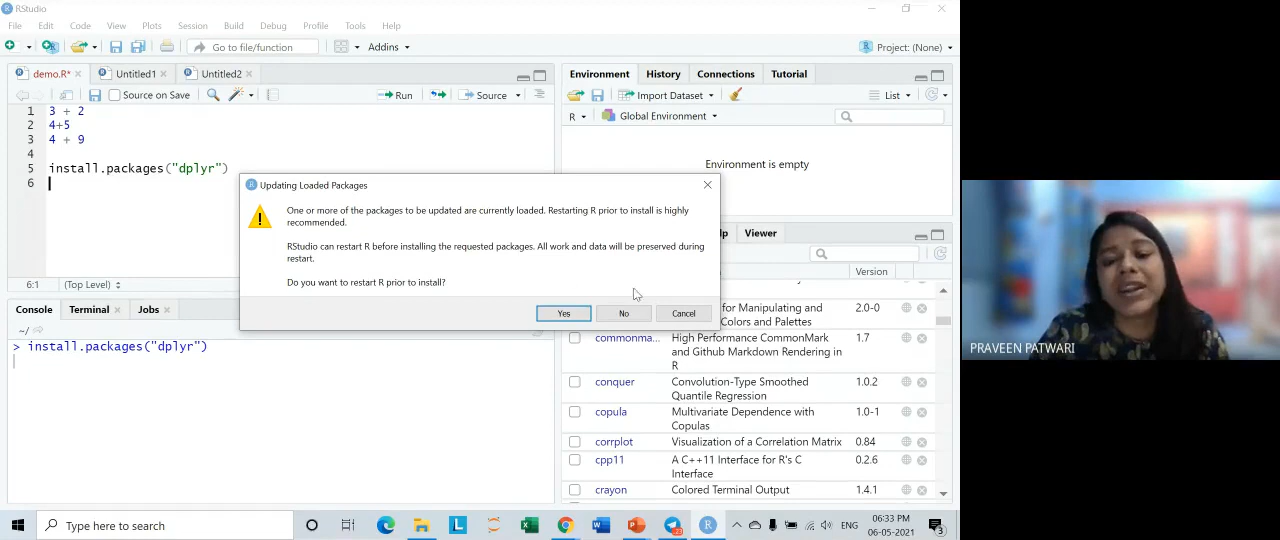 RStudio
File Edit Code View Plots Session Build Debug Profile Tools Help
Go to file/function
Addins
Project: (None)
demo.R* Untitled1 Untitled2
Source on Save
Run
Source
1 3 + 2
2 4+5
3 4 + 9
4
5 install.packages("dplyr")
6
6:1 (Top Level)
Console Terminal Jobs
~/
> install.packages("dplyr")
Updating Loaded Packages
One or more of the packages to be updated are currently loaded. Restarting R prior to install is highly
recommended.
RStudio can restart R before installing the requested packages. All work and data will be preserved during
restart.
Do you want to restart R prior to install?
Yes No Cancel
Environment History Connections Tutorial
Import Dataset
List
R Global Environment
Environment is empty
Viewer
Version
for Manipulating and 2.0-0
Colors and Palettes
commonma... High Performance CommonMark 1.7
and Github Markdown Rendering in
R
conquer Convolution-Type Smoothed 1.0.2
Quantile Regression
copula Multivariate Dependence with 1.0-1
Copulas
corrplot Visualization of a Correlation Matrix 0.84
cpp11 A C++11 Interface for R's C 0.2.6
Interface
crayon Colored Terminal Output 1.4.1
PRAVEEN PATWARI
Type here to search
ENG
06:33 PM
06-05-2021
3